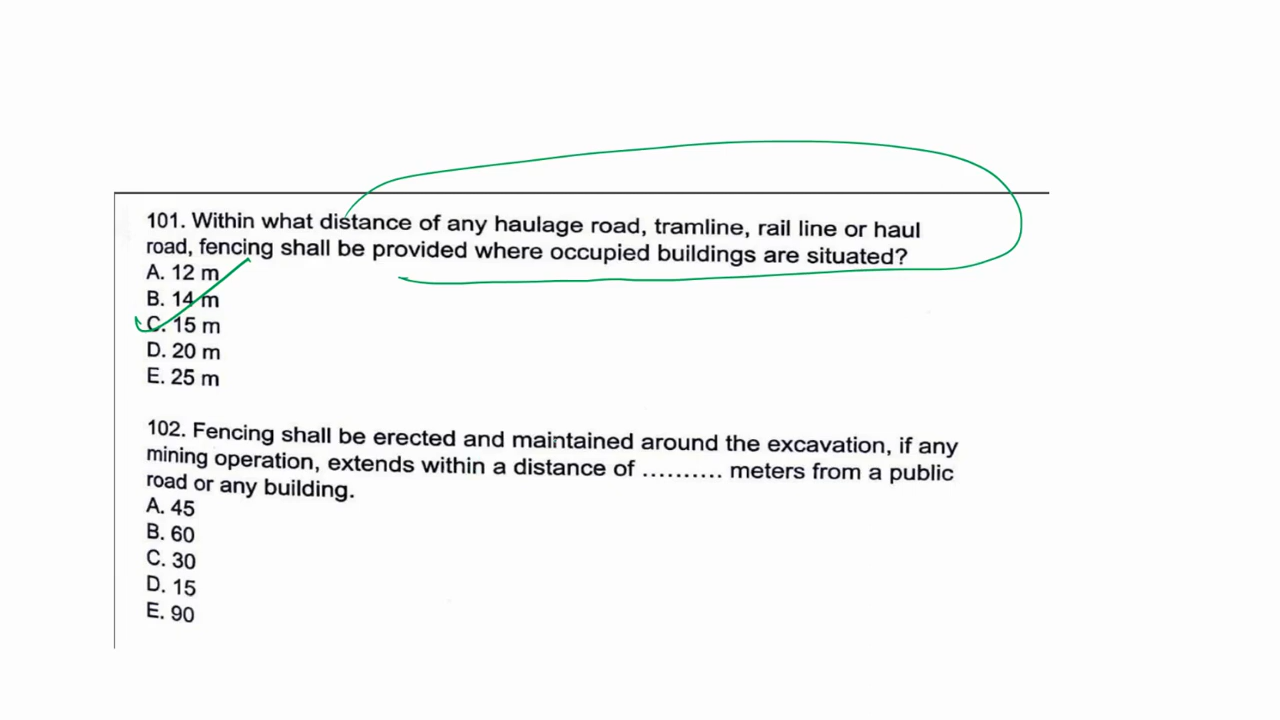 101. Within what distance of any haulage road, tramline, rail line or haul
road, fencing shall be provided where occupied buildings are situated?
A. 12 m
B. 14 m
C. 15 m
D. 20 m
E. 25 m
102. Fencing shall be erected and maintained around the excavation, if any
mining operation, extends within a distance of .......... meters from a public
road or any building.
A. 45
B. 60
C. 30
D. 15
E. 90